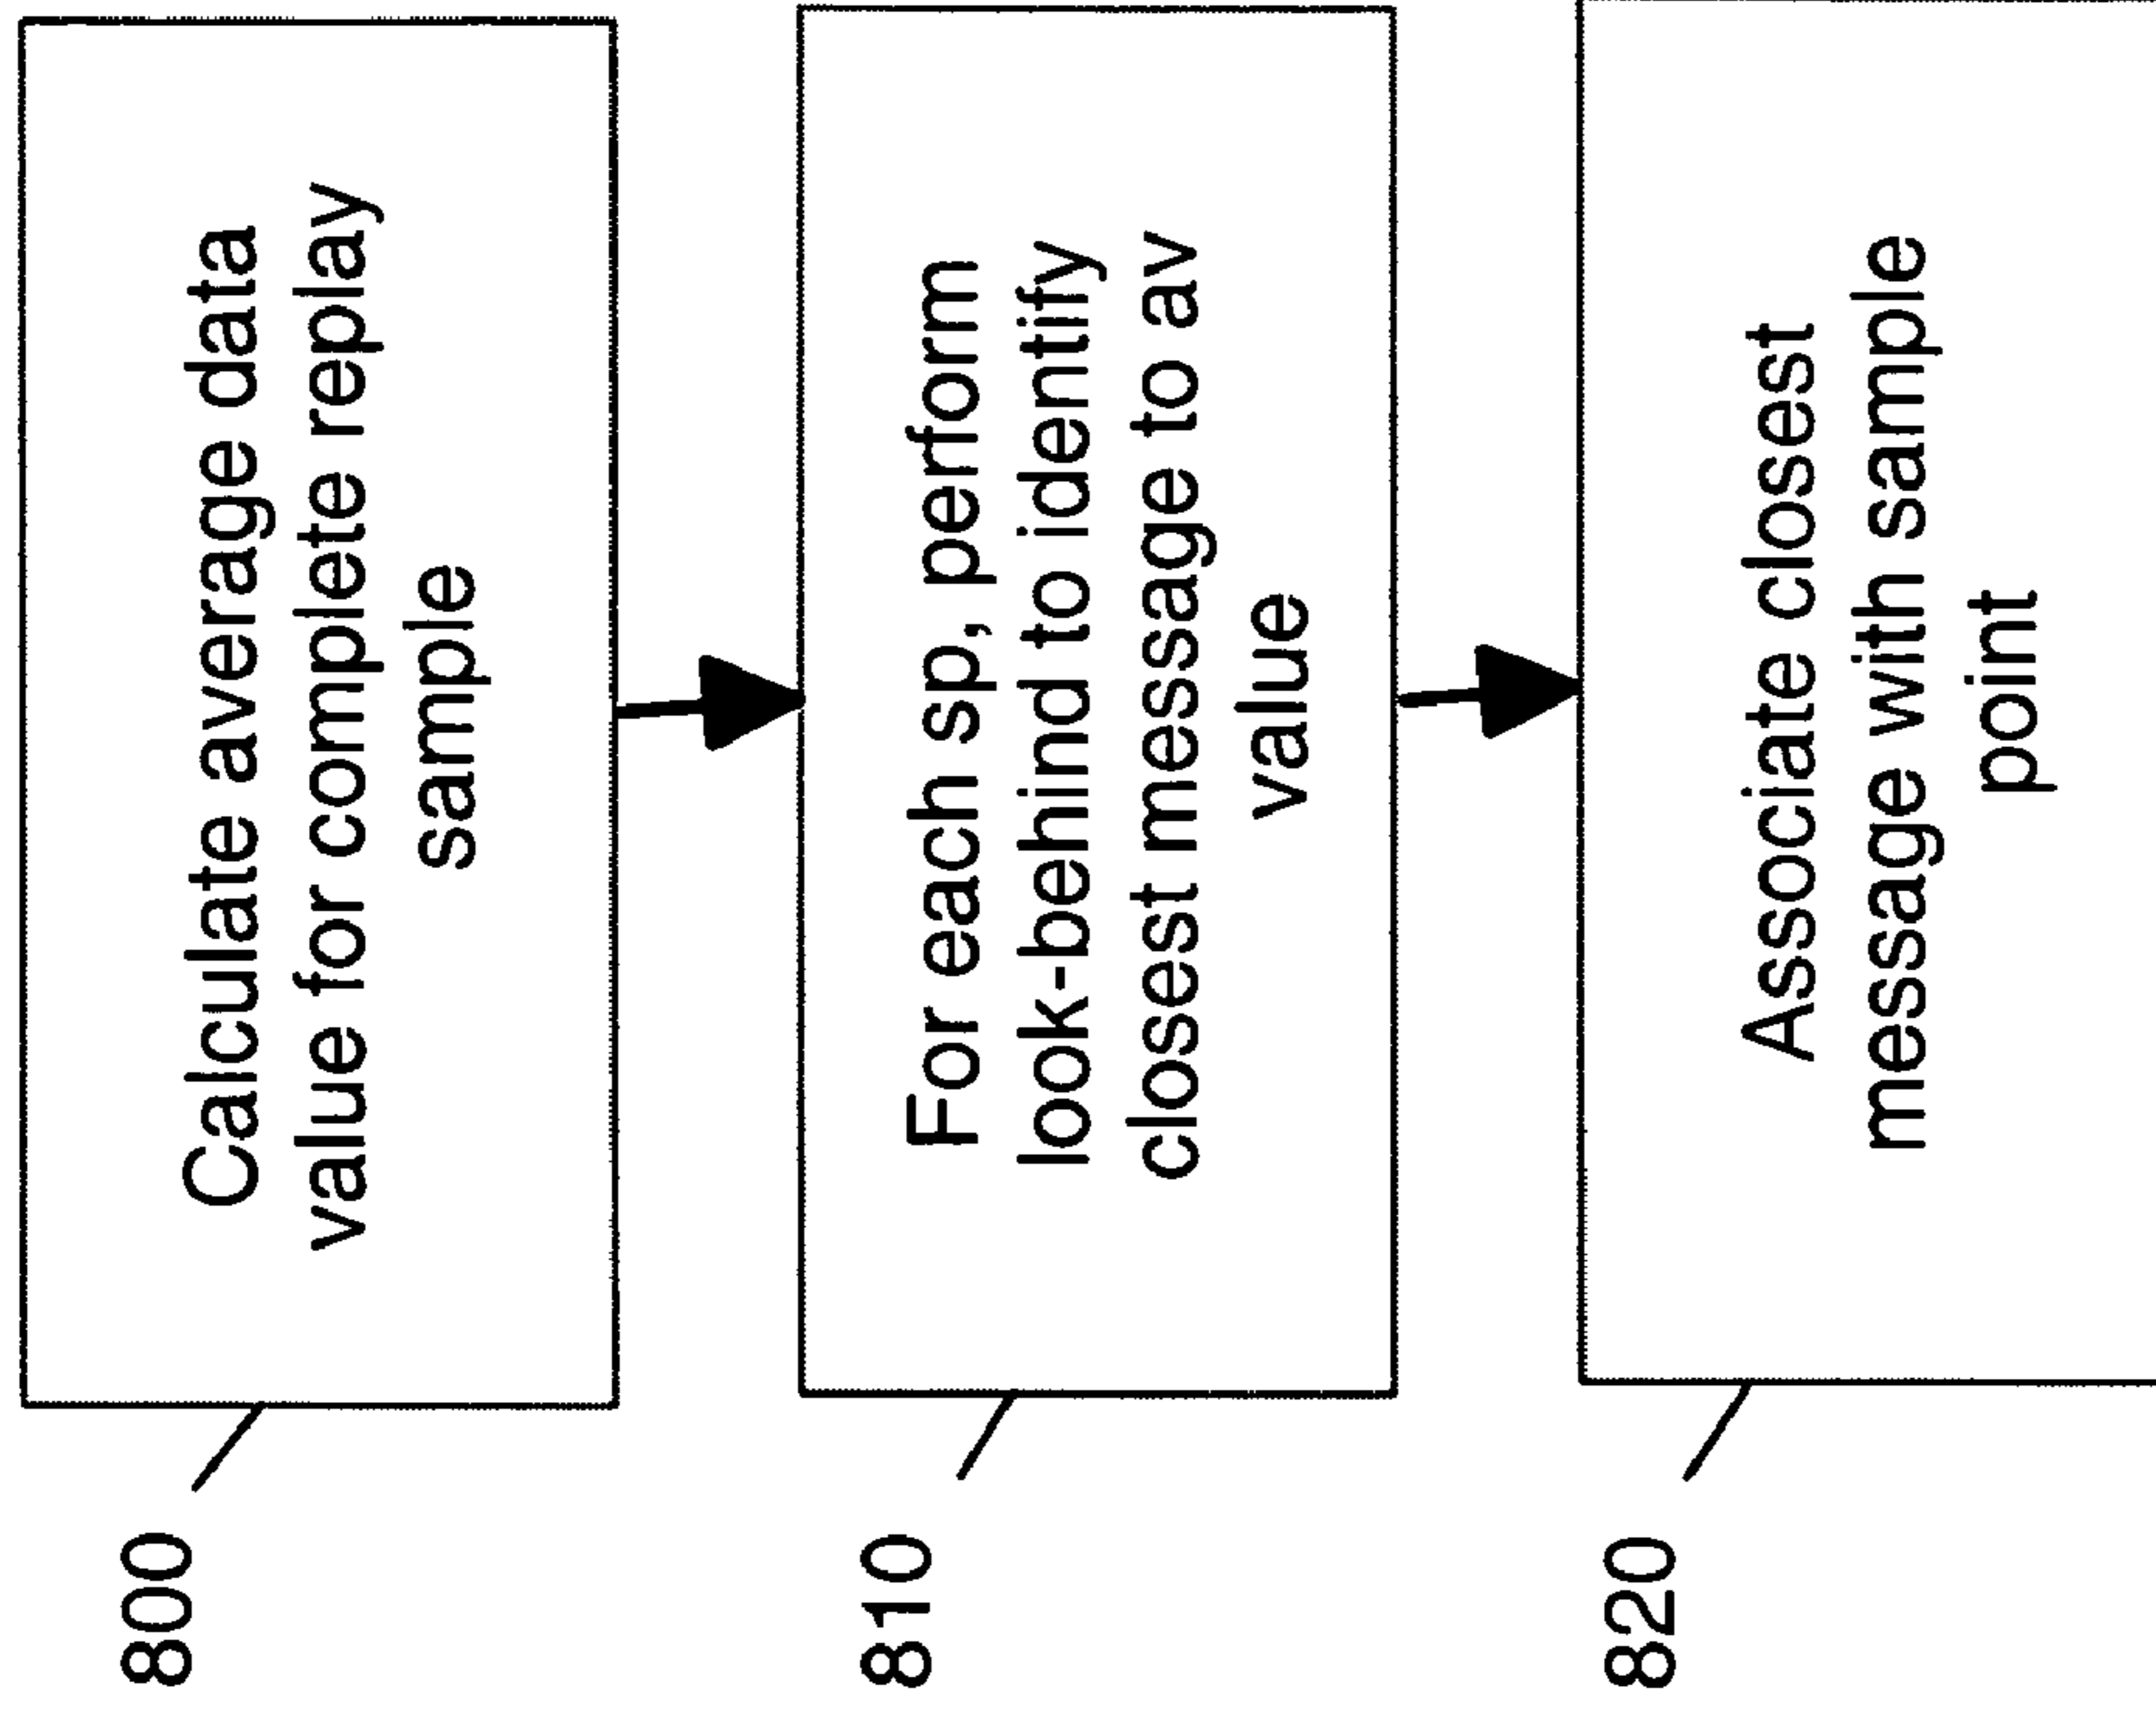 800
Calculate average data
value for complete replay
sample
810
For each sp, perform
look-behind to identify
closest message to av
value
820
Associate closest
message with sample
point